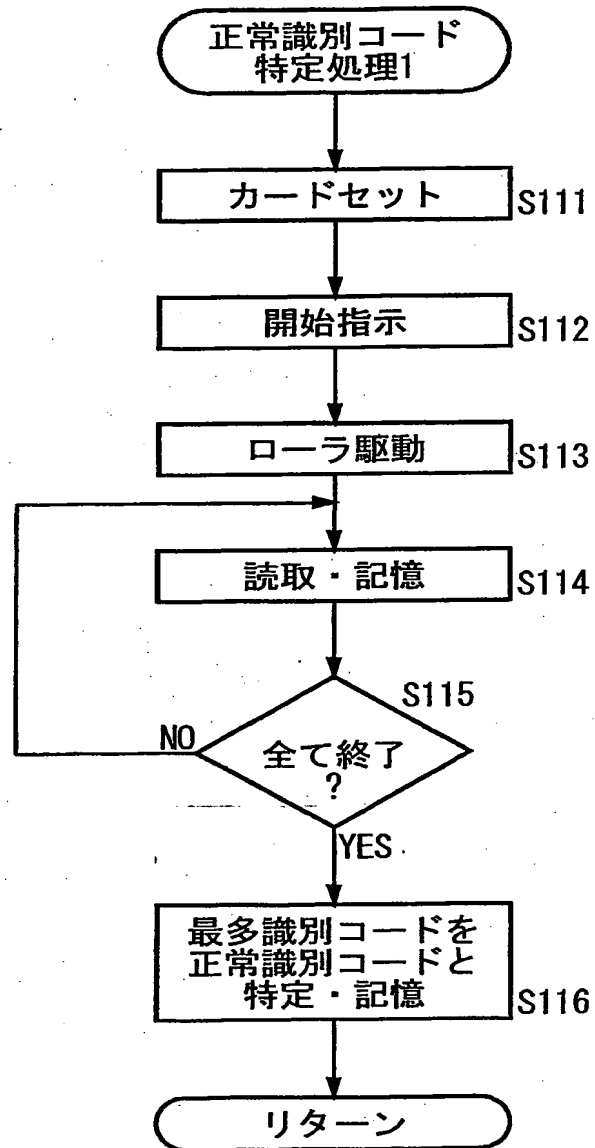 正常識別コード
特定処理1
カードセット
S111
開始指示
S112
ローラ駆動
S113
読取・記憶
S114
S115
NO
全て終了
?
YES
最多識別コードを
正常識別コードと
特定・記憶
S116
リターン